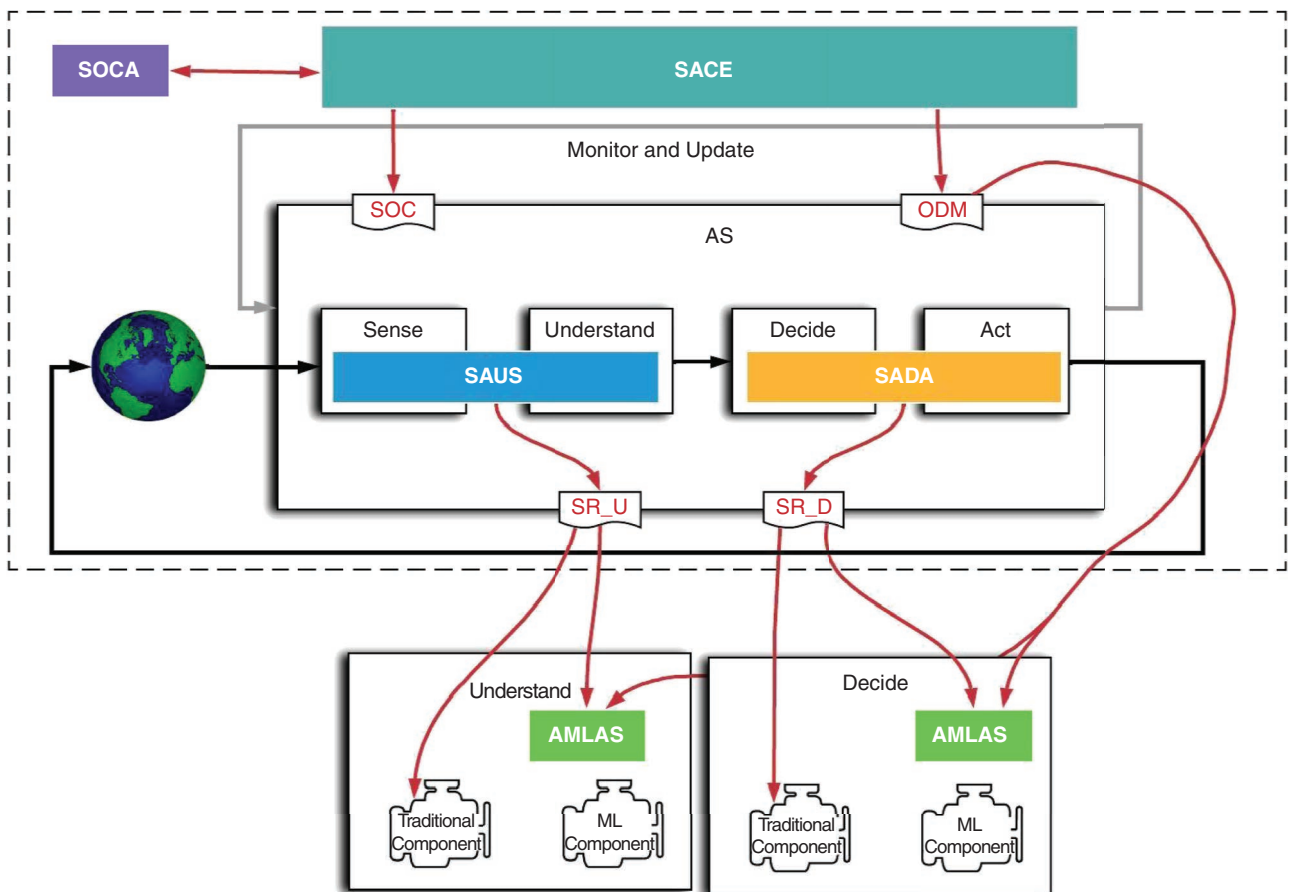 SOCA
SACE
Monitor and Update
SOC
ODM
AS
Sense
Understand
Decide
Act
SAUS
SADA
SR_U
SR_D
Understand
Decide
AMLAS
AMLAS
Traditional
Component
ML
Component
Traditional
Component
ML
Component